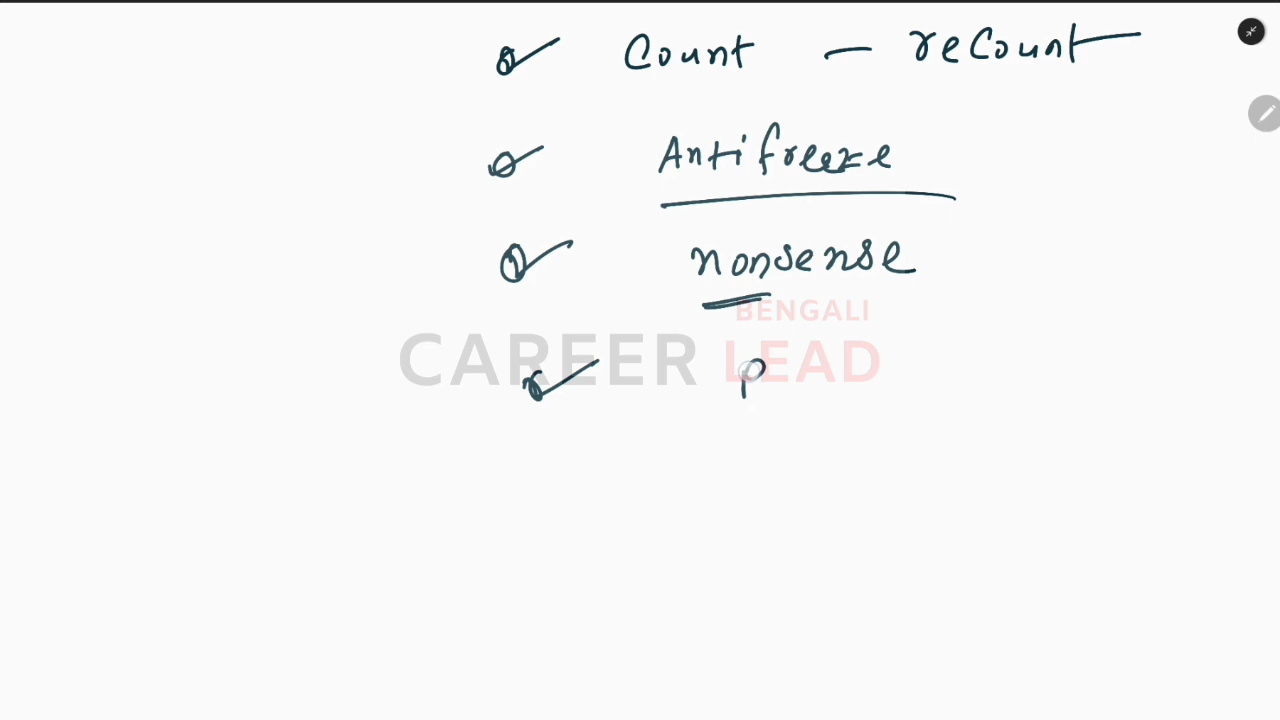 Count - reCount
Antifreeze
nonsense
BENGALI
CAREER LEAD
P